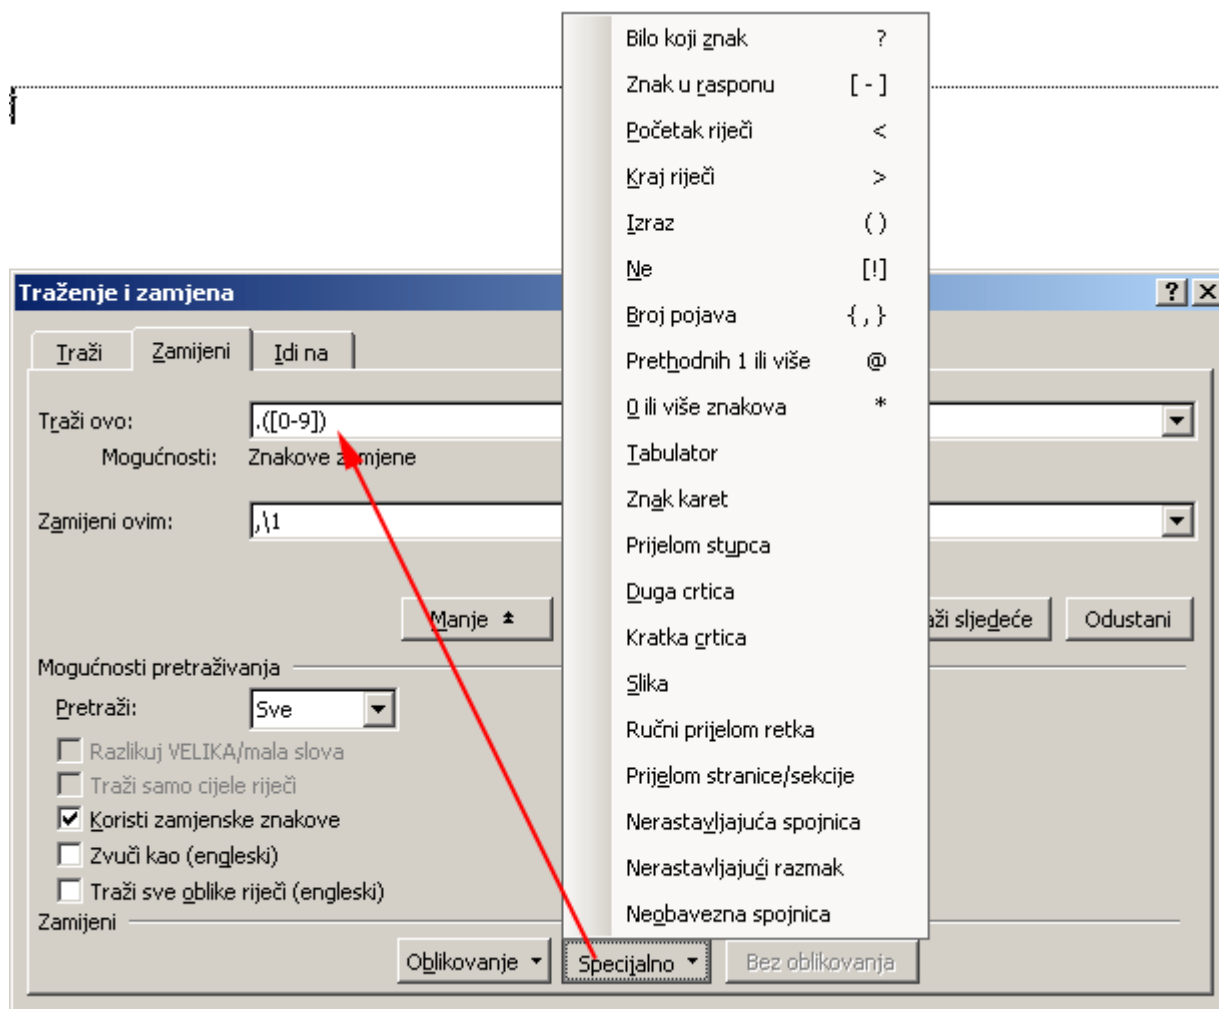 Bilo koji znak ?
Znak u rasponu [-]
Početak riječi <
Kraj riječi >
Izraz ()
Ne [!]
Broj pojava {,}
Prethodnih 1 ili više @
0 ili više znakova *
Tabulator
Znak karet
Prijelom stupca
Duga crtica
Kratka crtica
Slika
Ručni prijelom retka
Prijelom stranice/sekcije
Nerastavljajuća spojnica
Nerastavljajući razmak
Neobavezna spojnica
Traženje i zamjena
Traži Zamijeni Idi na
Traži ovo: .([0-9])
Mogućnosti: Znakove zamjene
Zamijeni ovim: ,\1
Manje aži sljedeće Odustani
Mogućnosti pretraživanja
Pretraži: Sve
Razlikuj VELIKA/mala slova
Traži samo cijele riječi
Koristi zamjenske znakove
Zvuči kao (engleski)
Traži sve oblike riječi (engleski)
Zamijeni
Oblikovanje Specijalno Bez oblikovanja